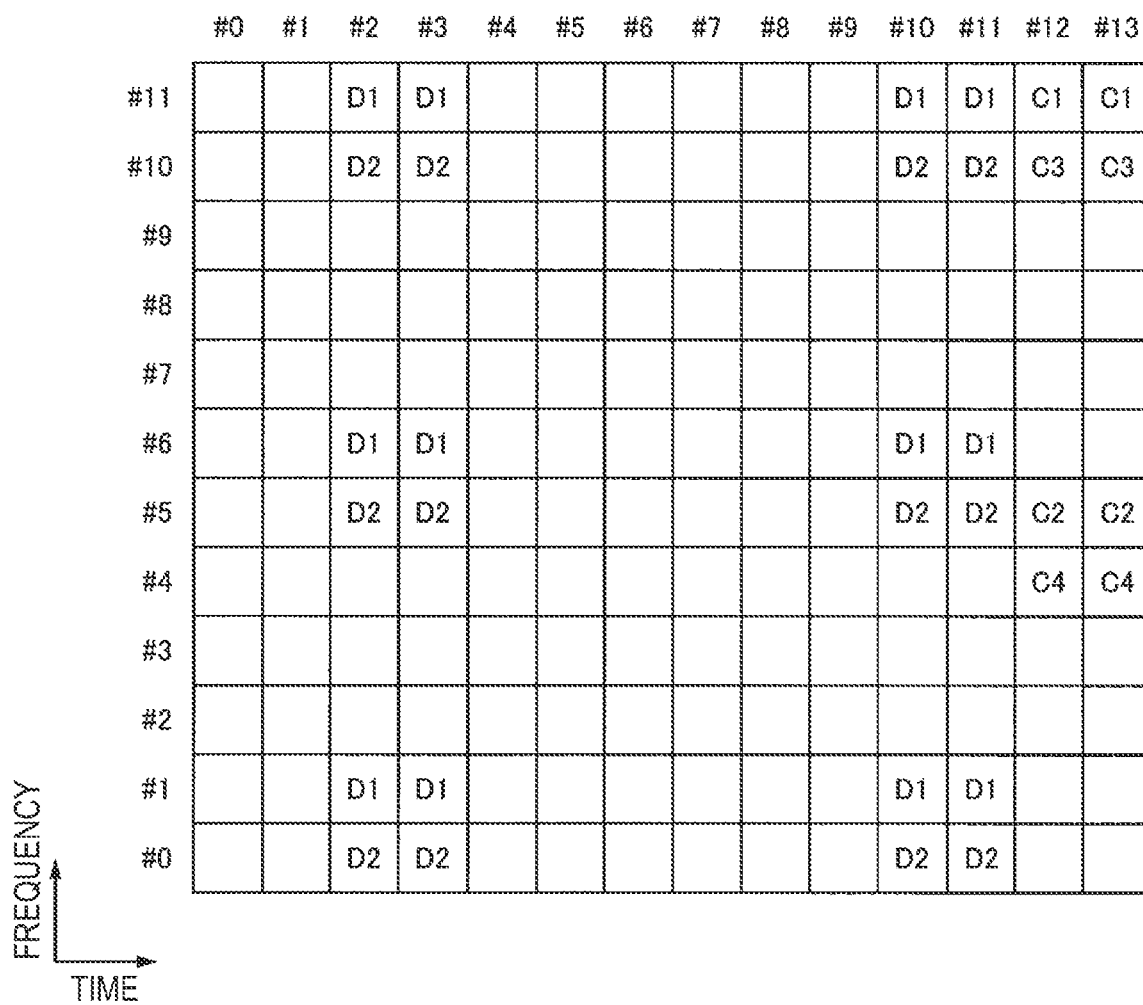 #0 #1 #2 #3 #4 #5 #6 #7 #8 #9 #10 #11 #12 #13
#11 D1 D1 D1 D1 C1 C1
#10 D2 D2 D2 D2 C3 C3
#9
#8
#7
#6 D1 D1 D1 D1
#5 D2 D2 D2 D2 C2 C2
#4 C4 C4
#3
#2
#1 D1 D1 D1 D1
#0 D2 D2 D2 D2
FREQUENCY
TIME